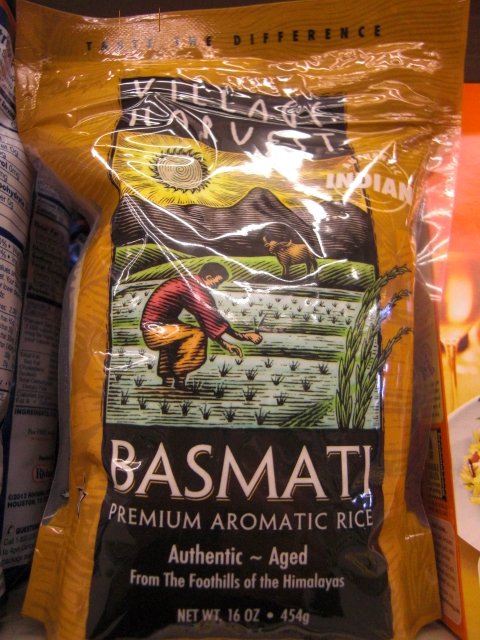 TASTE THE DIFFERENCE
VILLAGE
HARVEST
INDIAN
BASMATI
PREMIUM AROMATIC RICE
Authentic ~ Aged
From The Foothills of the Himalayas
NET WT. 16 OZ • 454g